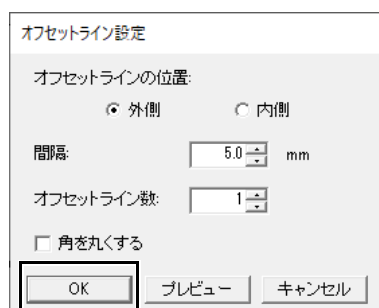 オフセットライン設定
オフセットラインの位置:
外側 内側
間隔: 5.0 mm
オフセットライン数: 1
角を丸くする
OK プレビュー キャンセル